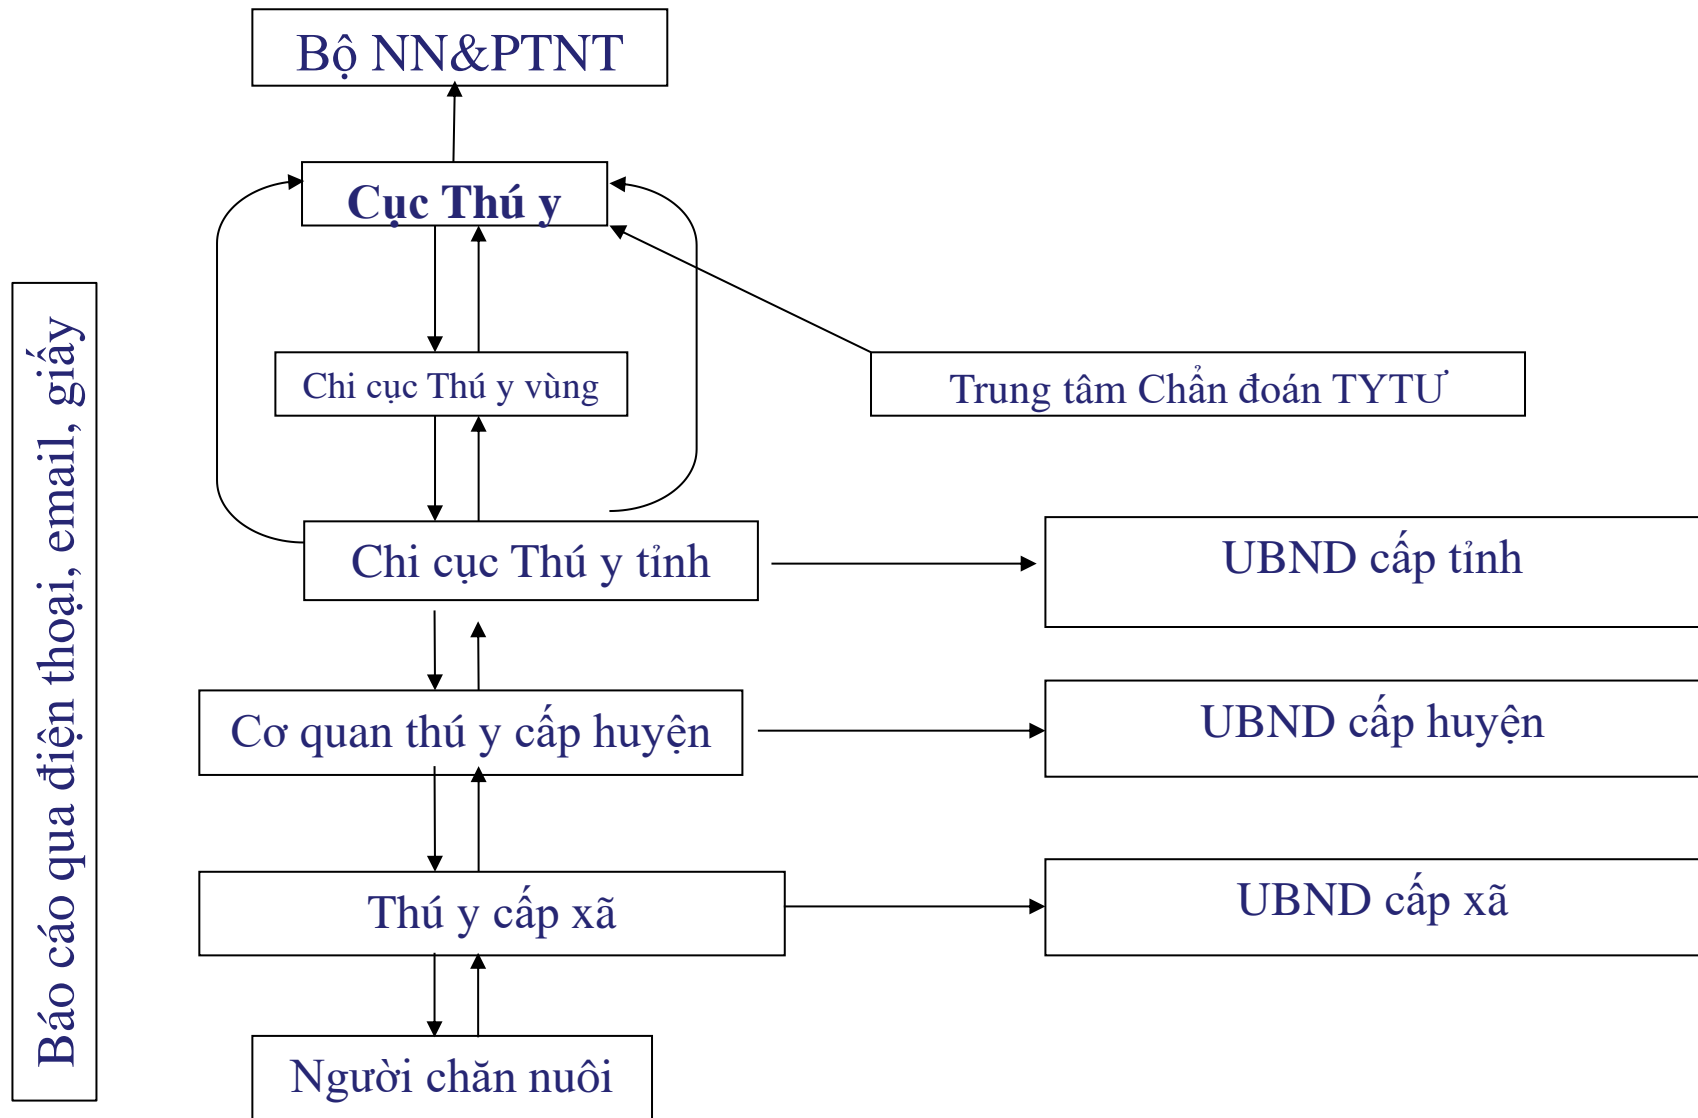 Bộ NN&PTNT
Cục Thú y
Chi cục Thú y vùng
Trung tâm Chẩn đoán TYTƯ
Chi cục Thú y tỉnh
UBND cấp tỉnh
Cơ quan thú y cấp huyện
UBND cấp huyện
Thú y cấp xã
UBND cấp xã
Người chăn nuôi
Báo cáo qua điện thoại, email, giấy